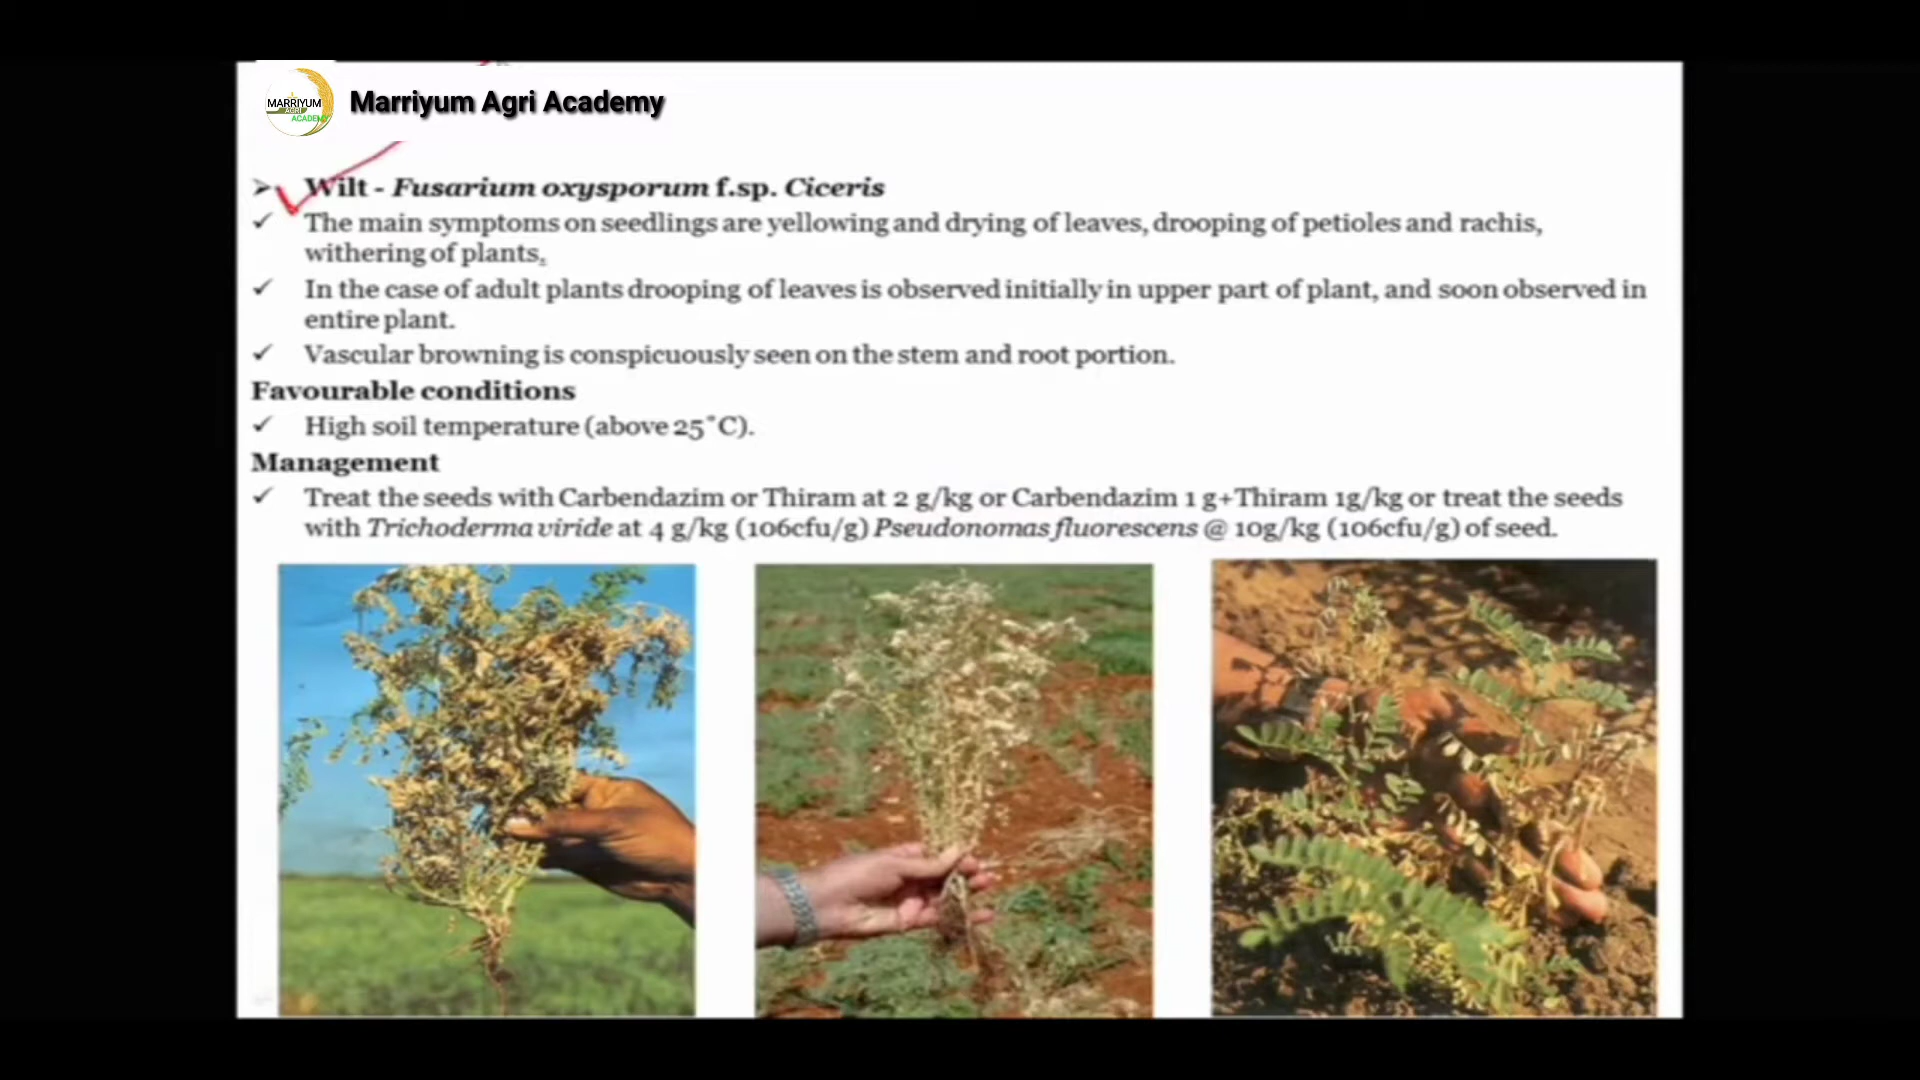 MARRIYUM
AGRI
ACADEMY
Marriyum Agri Academy
➢ Wilt - Fusarium oxysporum f.sp. Ciceris
✓ The main symptoms on seedlings are yellowing and drying of leaves, drooping of petioles and rachis,
withering of plants.
✓ In the case of adult plants drooping of leaves is observed initially in upper part of plant, and soon observed in
entire plant.
✓ Vascular browning is conspicuously seen on the stem and root portion.
Favourable conditions
✓ High soil temperature (above 25°C).
Management
✓ Treat the seeds with Carbendazim or Thiram at 2 g/kg or Carbendazim 1 g+Thiram 1g/kg or treat the seeds
with Trichoderma viride at 4 g/kg (106cfu/g) Pseudonomas fluorescens @ 10g/kg (106cfu/g) of seed.